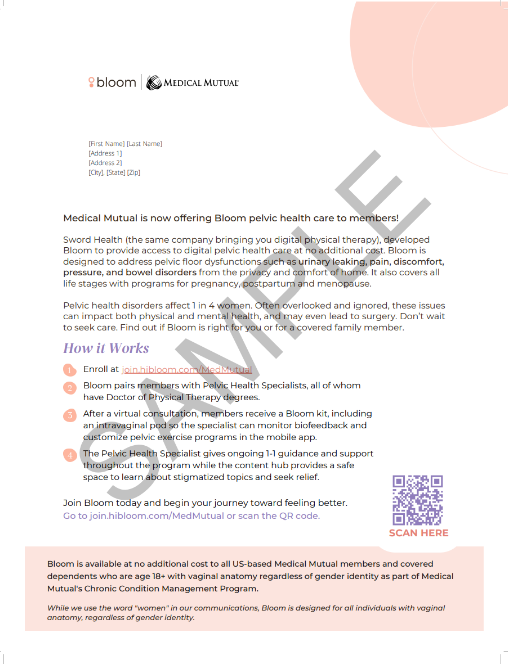 bloom MEDICAL MUTUAL®
[First Name] [Last Name]
[Address 1]
[Address 2]
[City], [State] [Zip]
Medical Mutual is now offering Bloom pelvic health care to members!
Sword Health (the same company bringing you digital physical therapy), developed
Bloom to provide access to digital pelvic health care at no additional cost. Bloom is
designed to address pelvic floor dysfunctions such as urinary leaking, pain, discomfort,
pressure, and bowel disorders from the privacy and comfort of home. It also covers all
life stages with programs for pregnancy, postpartum and menopause.
Pelvic health disorders affect 1 in 4 women. Often overlooked and ignored, these issues
can impact both physical and mental health, and may even lead to surgery. Don't wait
to seek care. Find out if Bloom is right for you or for a covered family member.
How it Works
1 Enroll at join.hibloom.com/MedMutual
2 Bloom pairs members with Pelvic Health Specialists, all of whom
have Doctor of Physical Therapy degrees.
3 After a virtual consultation, members receive a Bloom kit, including
an intravaginal pod so the specialist can monitor biofeedback and
customize pelvic exercise programs in the mobile app.
4 The Pelvic Health Specialist gives ongoing 1-1 guidance and support
throughout the program while the content hub provides a safe
space to learn about stigmatized topics and seek relief.
Join Bloom today and begin your journey toward feeling better.
Go to join.hibloom.com/MedMutual or scan the QR code.
SCAN HERE
Bloom is available at no additional cost to all US-based Medical Mutual members and covered
dependents who are age 18+ with vaginal anatomy regardless of gender identity as part of Medical
Mutual's Chronic Condition Management Program.
While we use the word "women" in our communications, Bloom is designed for all individuals with vaginal
anatomy, regardless of gender identity.
SAMPLE